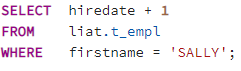 SELECT hiredate + 1
FROM liat.t_empl
WHERE firstname = 'SALLY';